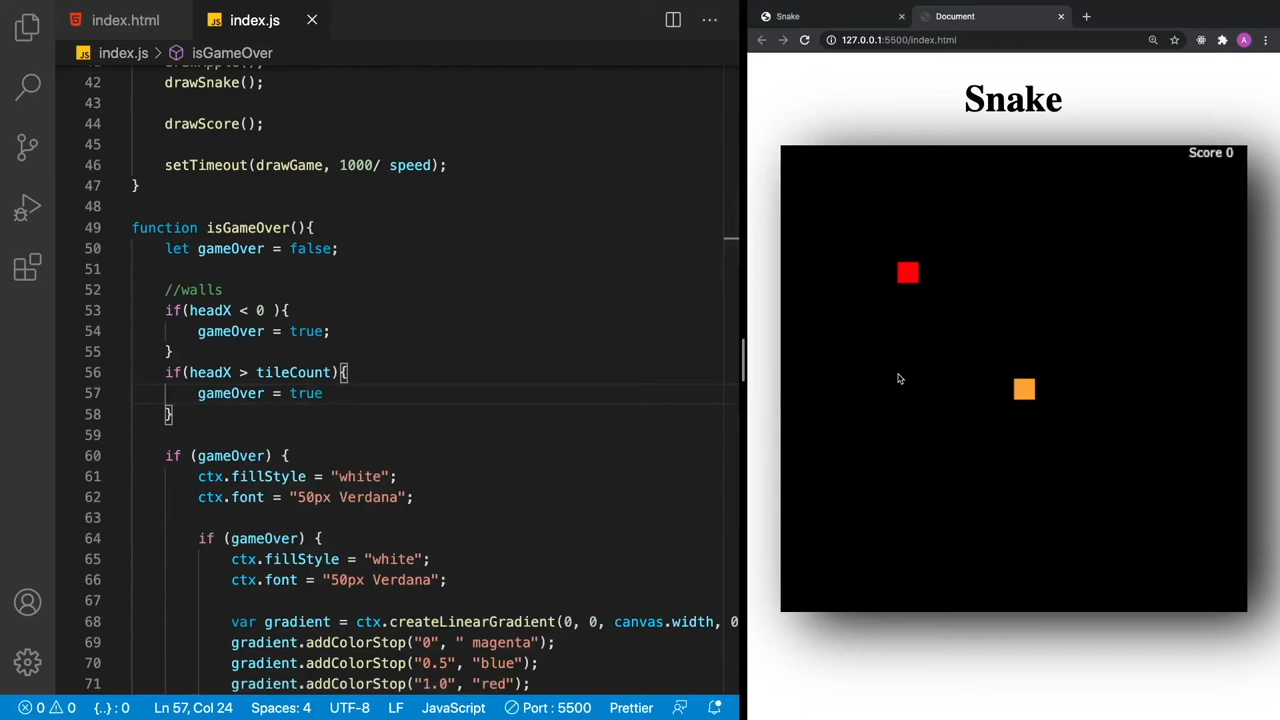 index.html
index.js
index.js > isGameOver
42 drawSnake();
43
44 drawScore();
45
46 setTimeout(drawGame, 1000/ speed);
47 }
48
49 function isGameOver(){
50 let gameOver = false;
51
52 //walls
53 if(headX < 0 ){
54 gameOver = true;
55 }
56 if(headX > tileCount){
57 gameOver = true
58 }
59
60 if (gameOver) {
61 ctx.fillStyle = "white";
62 ctx.font = "50px Verdana";
63
64 if (gameOver) {
65 ctx.fillStyle = "white";
66 ctx.font = "50px Verdana";
67
68 var gradient = ctx.createLinearGradient(0, 0, canvas.width, 0
69 gradient.addColorStop("0", " magenta");
70 gradient.addColorStop("0.5", "blue");
71 gradient.addColorStop("1.0", "red");
0 0 {..} : 0 Ln 57, Col 24 Spaces: 4 UTF-8 LF JavaScript Port : 5500 Prettier
Snake
Document
127.0.0.1:5500/index.html
A
Snake
Score 0